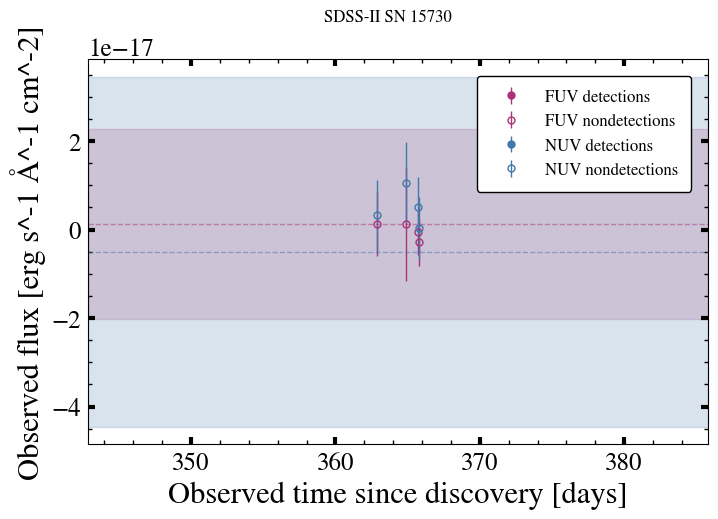 SDSS-II SN 15730
1e−17
FUV detections
FUV nondetections
NUV detections
NUV nondetections
2
0
−2
−4
Observed flux [erg s^-1 Å^-1 cm^-2]
350 360 370 380
Observed time since discovery [days]